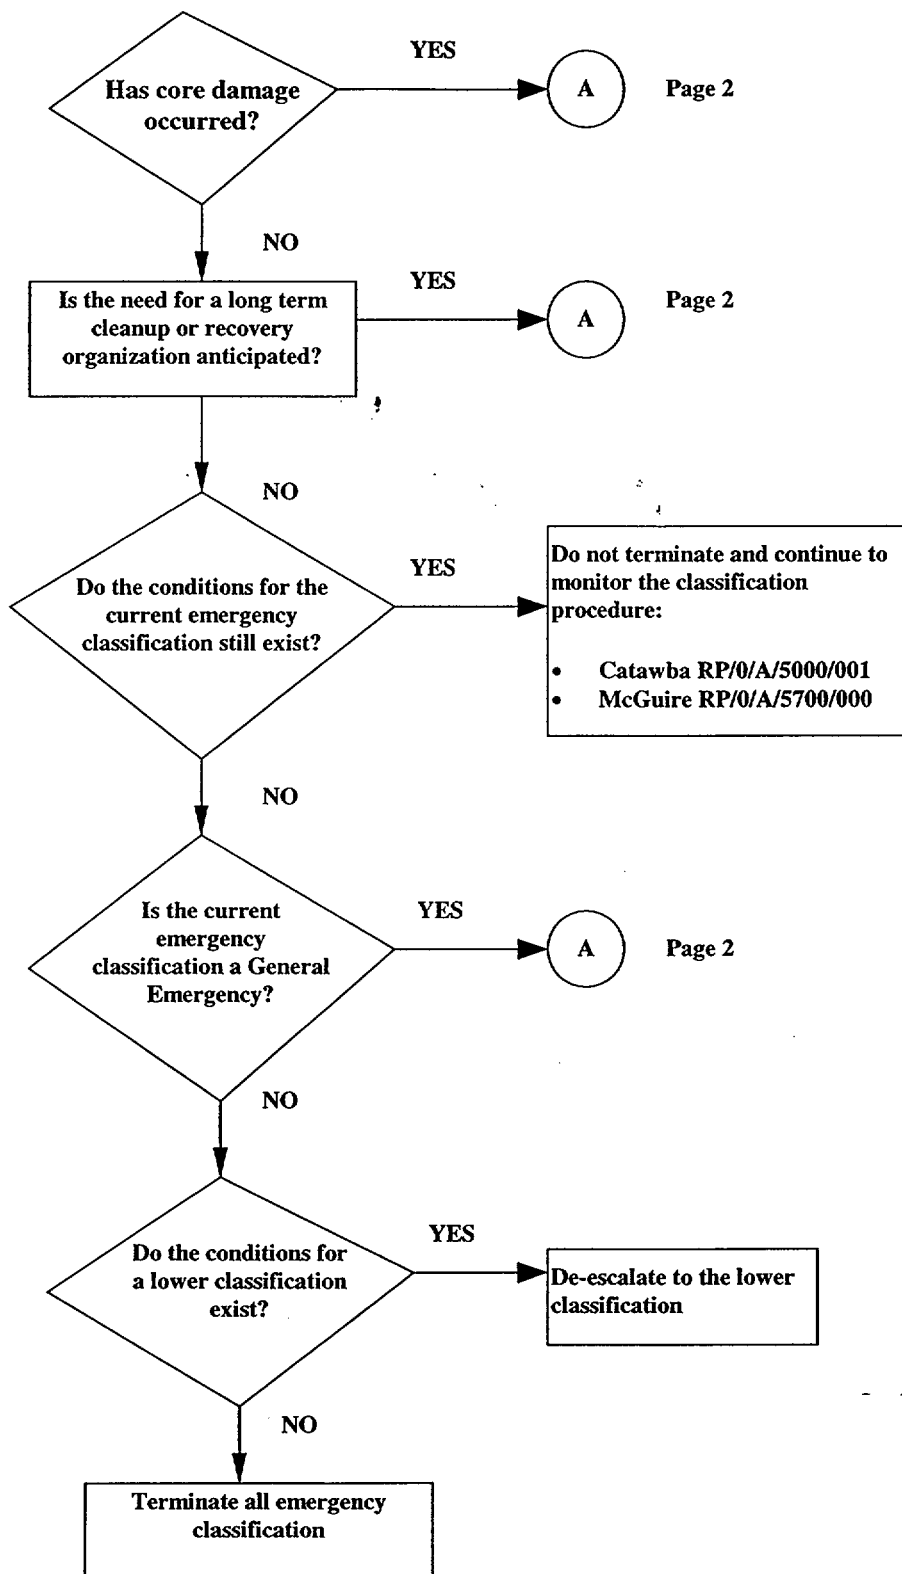 YES
Has core damage
occurred?
A
Page 2
NO
Is the need for a long term
cleanup or recovery
organization anticipated?
YES
A
Page 2
NO
Do the conditions for the
current emergency
classification still exist?
YES
Do not terminate and continue to
monitor the classification
procedure:
• Catawba RP/0/A/5000/001
• McGuire RP/0/A/5700/000
NO
Is the current
emergency
classification a General
Emergency?
YES
A
Page 2
NO
Do the conditions for
a lower classification
exist?
YES
De-escalate to the lower
classification
NO
Terminate all emergency
classification